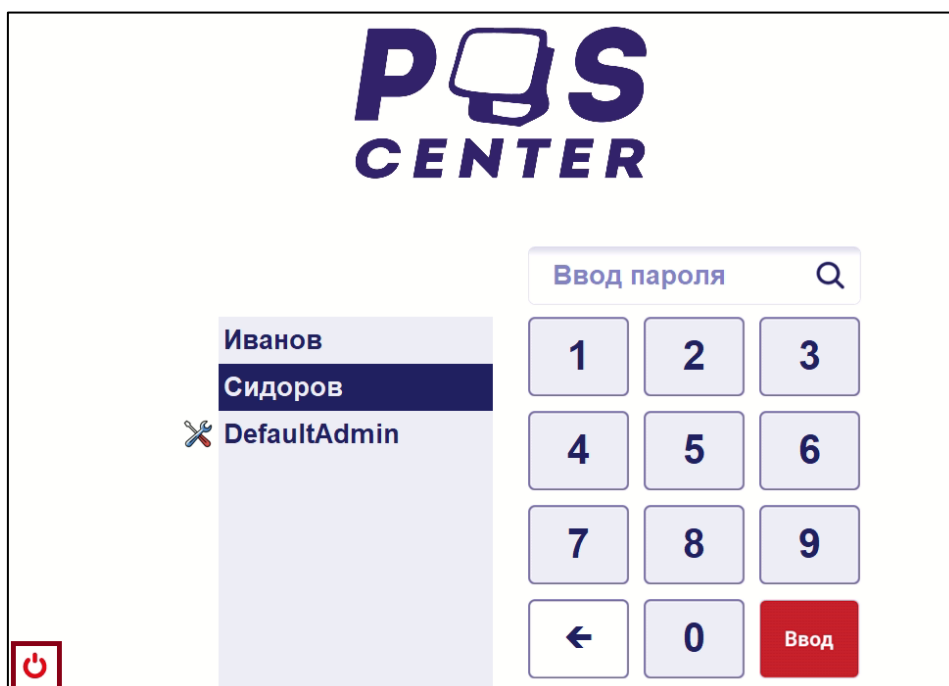 POS
CENTER
Ввод пароля
Иванов
Сидоров
DefaultAdmin
1 2 3
4 5 6
7 8 9
0 Ввод